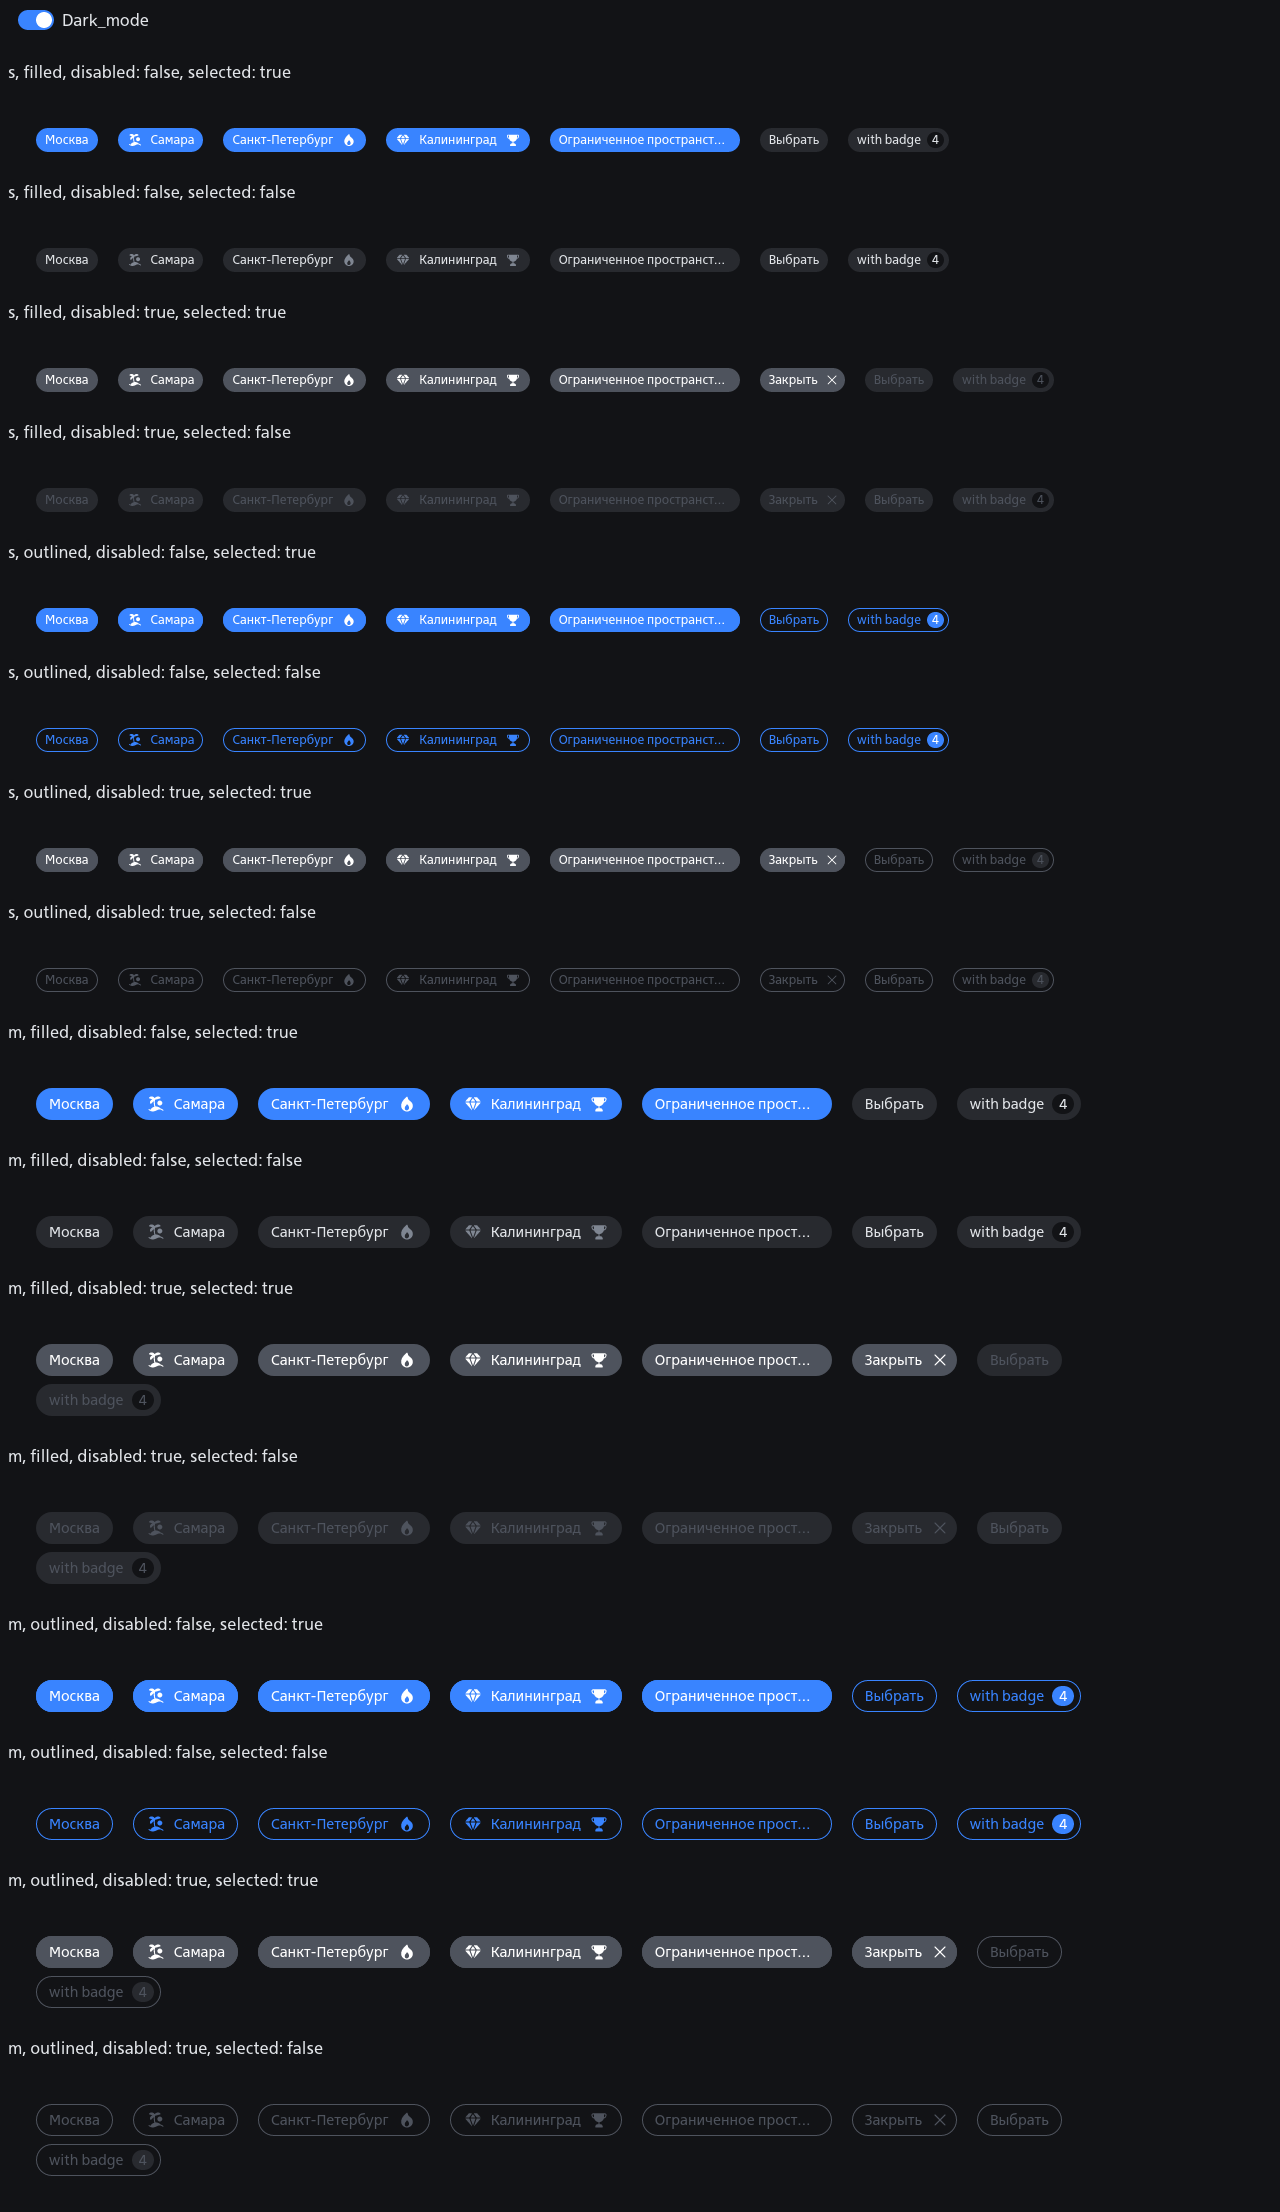 Dark_mode
s, filled, disabled: false, selected: true
Москва Самара Санкт-Петербург Калининград Ограниченное пространст... Выбрать with badge 4
s, filled, disabled: false, selected: false
Москва Самара Санкт-Петербург Калининград Ограниченное пространст... Выбрать with badge 4
s, filled, disabled: true, selected: true
Москва Самара Санкт-Петербург Калининград Ограниченное пространст... Закрыть Выбрать with badge 4
s, filled, disabled: true, selected: false
Москва Самара Санкт-Петербург Калининград Ограниченное пространст... Закрыть Выбрать with badge 4
s, outlined, disabled: false, selected: true
Москва Самара Санкт-Петербург Калининград Ограниченное пространст... Выбрать with badge 4
s, outlined, disabled: false, selected: false
Москва Самара Санкт-Петербург Калининград Ограниченное пространст... Выбрать with badge 4
s, outlined, disabled: true, selected: true
Москва Самара Санкт-Петербург Калининград Ограниченное пространст... Закрыть Выбрать with badge 4
s, outlined, disabled: true, selected: false
Москва Самара Санкт-Петербург Калининград Ограниченное пространст... Закрыть Выбрать with badge 4
m, filled, disabled: false, selected: true
Москва Самара Санкт-Петербург Калининград Ограниченное прост... Выбрать with badge 4
m, filled, disabled: false, selected: false
Москва Самара Санкт-Петербург Калининград Ограниченное прост... Выбрать with badge 4
m, filled, disabled: true, selected: true
Москва Самара Санкт-Петербург Калининград Ограниченное прост... Закрыть Выбрать
with badge 4
m, filled, disabled: true, selected: false
Москва Самара Санкт-Петербург Калининград Ограниченное прост... Закрыть Выбрать
with badge 4
m, outlined, disabled: false, selected: true
Москва Самара Санкт-Петербург Калининград Ограниченное прост... Выбрать with badge 4
m, outlined, disabled: false, selected: false
Москва Самара Санкт-Петербург Калининград Ограниченное прост... Выбрать with badge 4
m, outlined, disabled: true, selected: true
Москва Самара Санкт-Петербург Калининград Ограниченное прост... Закрыть Выбрать
with badge 4
m, outlined, disabled: true, selected: false
Москва Самара Санкт-Петербург Калининград Ограниченное прост... Закрыть Выбрать
with badge 4